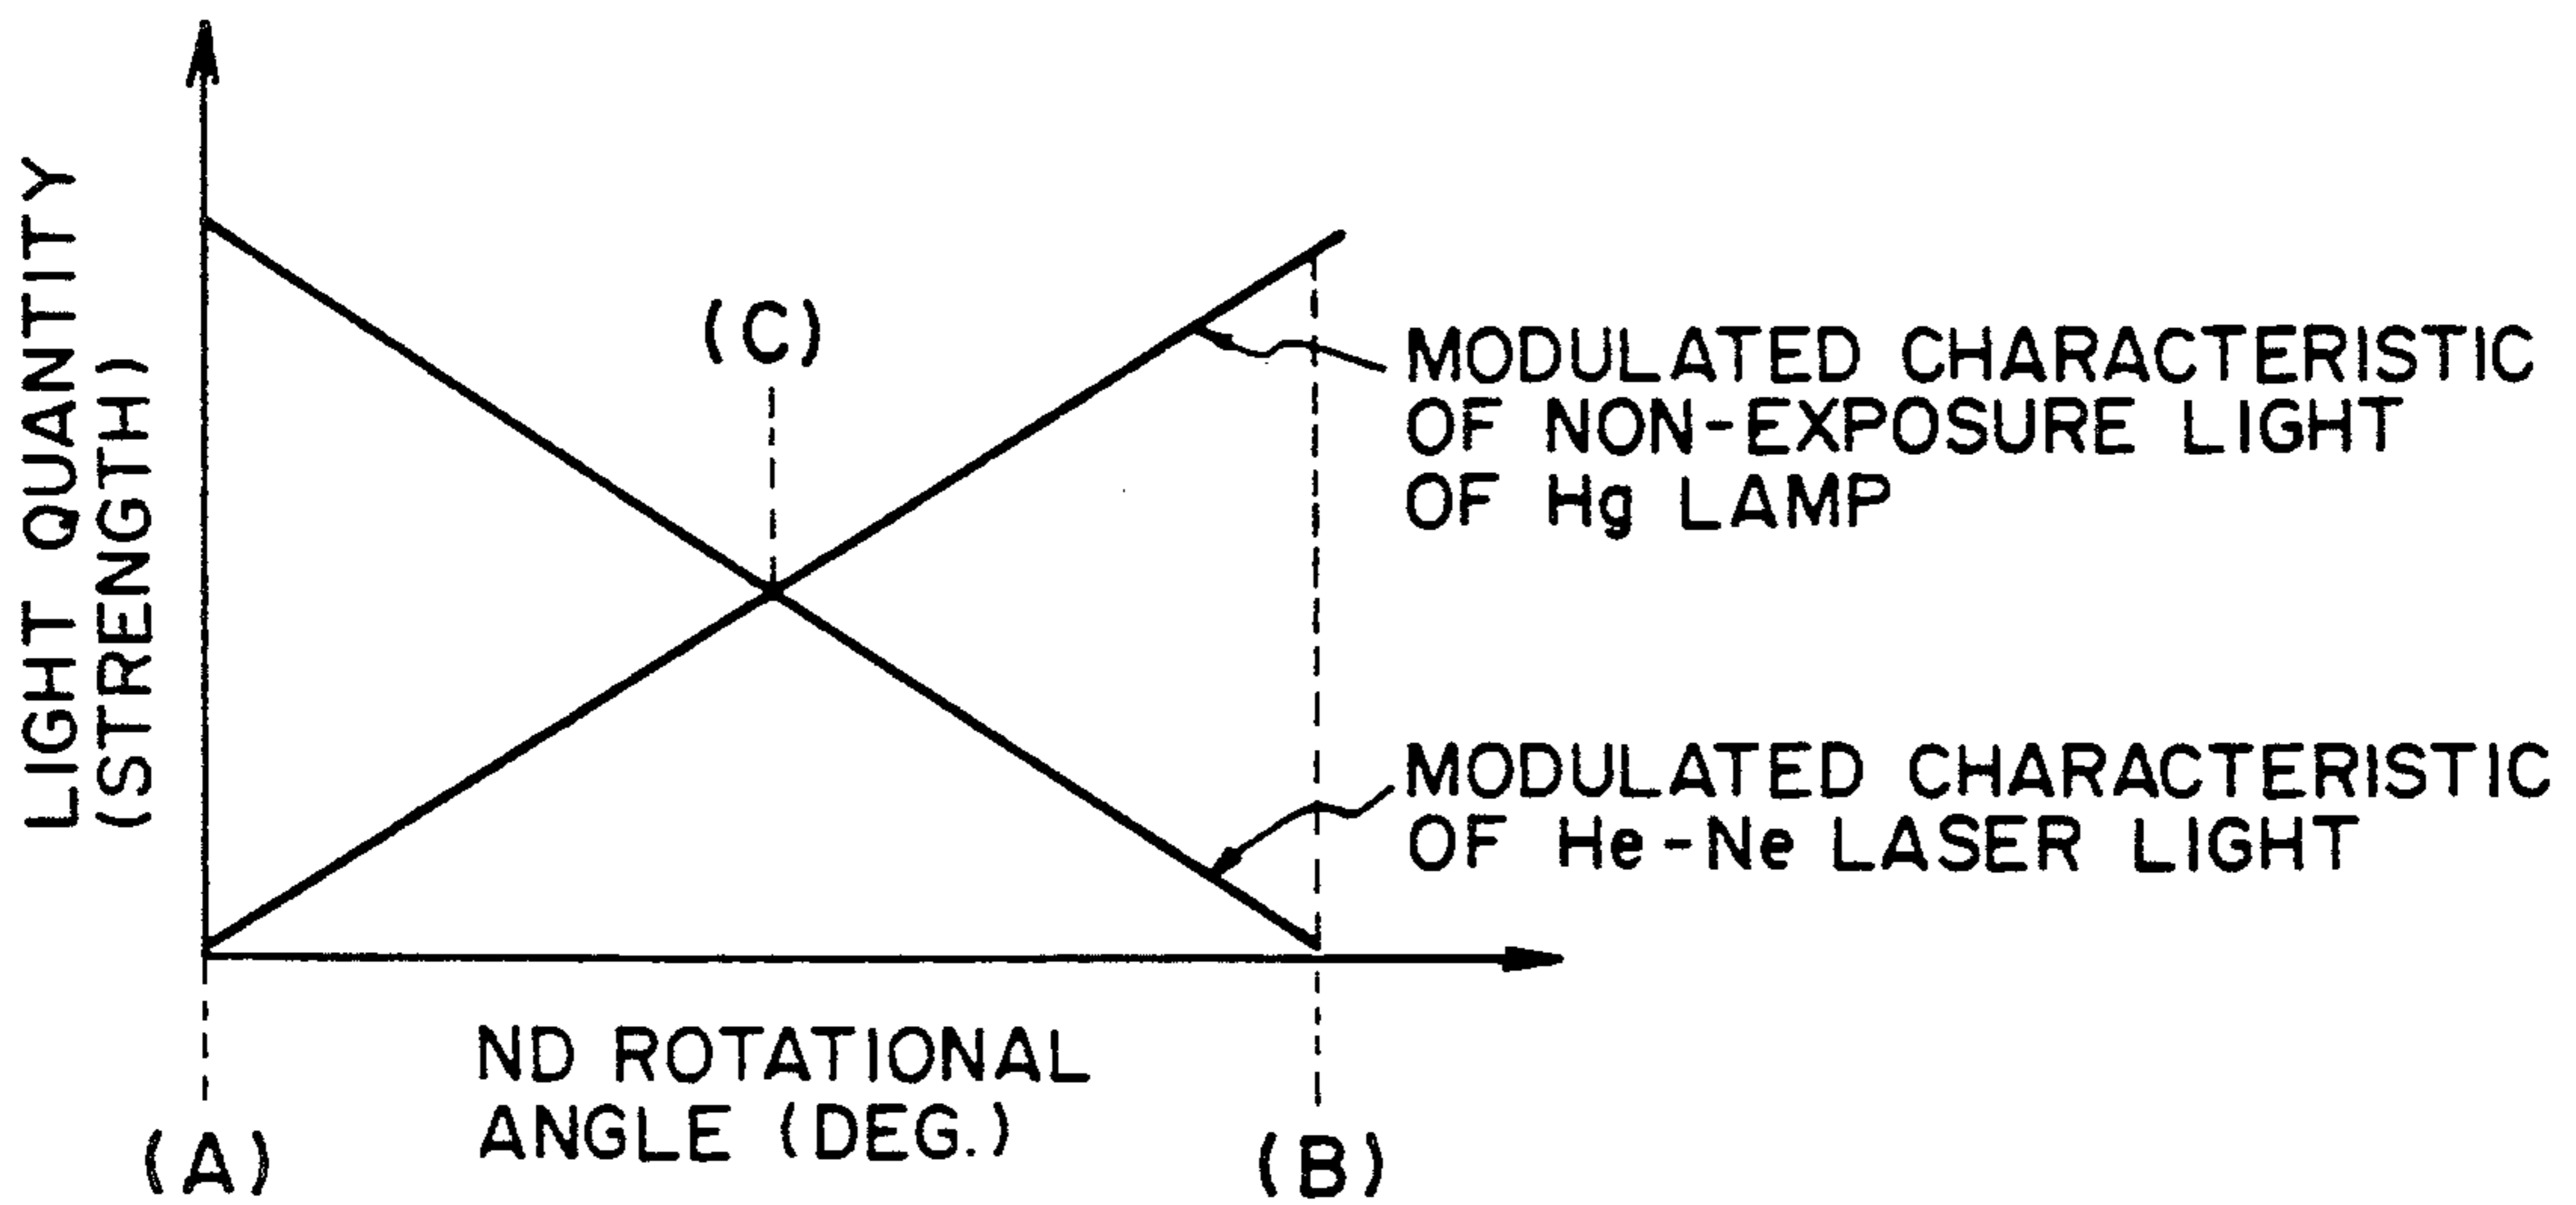 LIGHT QUANTITY
(STRENGTH)
(C)
MODULATED CHARACTERISTIC
OF NON-EXPOSURE LIGHT
OF Hg LAMP
MODULATED CHARACTERISTIC
OF He-Ne LASER LIGHT
ND ROTATIONAL
ANGLE (DEG.)
(A)
(B)